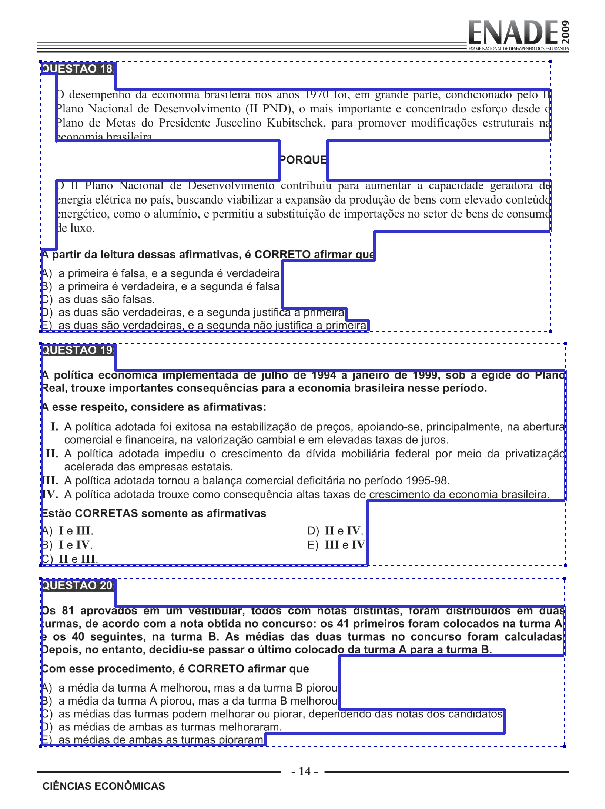 ENADE 2009
EXAME NACIONAL DE DESEMPENHO DOS ESTUDANTES
QUESTÃO 18
O desempenho da economia brasileira nos anos 1970 foi, em grande parte, condicionado pelo II
Plano Nacional de Desenvolvimento (II PND), o mais importante e concentrado esforço desde o
Plano de Metas do Presidente Juscelino Kubitschek, para promover modificações estruturais na
economia brasileira
PORQUE
O II Plano Nacional de Desenvolvimento contribuiu para aumentar a capacidade geradora de
energia elétrica no país, buscando viabilizar a expansão da produção de bens com elevado conteúdo
energético, como o alumínio, e permitiu a substituição de importações no setor de bens de consumo
de luxo.
A partir da leitura dessas afirmativas, é CORRETO afirmar que
A) a primeira é falsa, e a segunda é verdadeira
B) a primeira é verdadeira, e a segunda é falsa
C) as duas são falsas.
D) as duas são verdadeiras, e a segunda justifica a primeira
E) as duas são verdadeiras, e a segunda não justifica a primeira
QUESTÃO 19
A política econômica implementada de julho de 1994 a janeiro de 1999, sob a égide do Plano
Real, trouxe importantes consequências para a economia brasileira nesse período.
A esse respeito, considere as afirmativas:
I. A política adotada foi exitosa na estabilização de preços, apoiando-se, principalmente, na abertura
comercial e financeira, na valorização cambial e em elevadas taxas de juros.
II. A política adotada impediu o crescimento da dívida mobiliária federal por meio da privatização
acelerada das empresas estatais.
III. A política adotada tornou a balança comercial deficitária no período 1995-98.
IV. A política adotada trouxe como consequência altas taxas de crescimento da economia brasileira.
Estão CORRETAS somente as afirmativas
A) I e III. D) II e IV.
B) I e IV. E) III e IV
C) II e III.
QUESTÃO 20
Os 81 aprovados em um vestibular, todos com notas distintas, foram distribuídos em duas
turmas, de acordo com a nota obtida no concurso: os 41 primeiros foram colocados na turma A
e os 40 seguintes, na turma B. As médias das duas turmas no concurso foram calculadas.
Depois, no entanto, decidiu-se passar o último colocado da turma A para a turma B.
Com esse procedimento, é CORRETO afirmar que
A) a média da turma A melhorou, mas a da turma B piorou
B) a média da turma A piorou, mas a da turma B melhorou
C) as médias das turmas podem melhorar ou piorar, dependendo das notas dos candidatos
D) as médias de ambas as turmas melhoraram.
E) as médias de ambas as turmas pioraram
- 14 -
CIÊNCIAS ECONÔMICAS